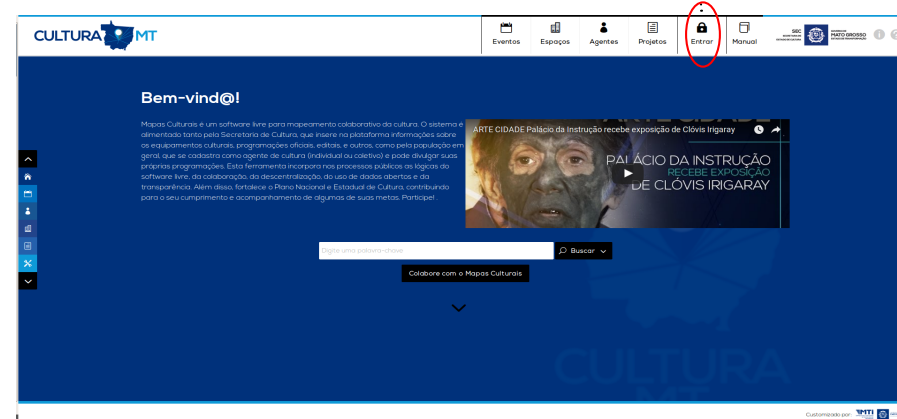 CULTURA MT
Eventos
Espaços
Agentes
Projetos
Entrar
Manual
SEC
MATO GROSSO
Bem-vind@!
Mapas Culturais é um software livre para mapeamento colaborativo da cultura. O sistema é
alimentado tanto pela Secretaria de Cultura, que insere na plataforma informações sobre
os equipamentos culturais, programações oficiais, editais, e outros, como pela população em
geral, que se cadastra como agente de cultura (individual ou coletivo) e pode divulgar suas
próprias programações. Esta ferramenta incorpora nos processos públicos as lógicas do
software livre, da colaboração, da descentralização, do uso de dados abertos e da
transparência. Além disso, fortalece o Plano Nacional e Estadual de Cultura, contribuindo
para o seu cumprimento e acompanhamento de algumas de suas metas. Participe! .
ARTE CIDADE
ARTE CIDADE Palácio da Instrução recebe exposição de Clóvis Irigaray
PALÁCIO DA INSTRUÇÃO
RECEBE EXPOSIÇÃO
DE CLÓVIS IRIGARAY
Digite uma palavra-chave
Buscar
Colabore com o Mapas Culturais
CULTURA
MT
Customizado por:
MTI